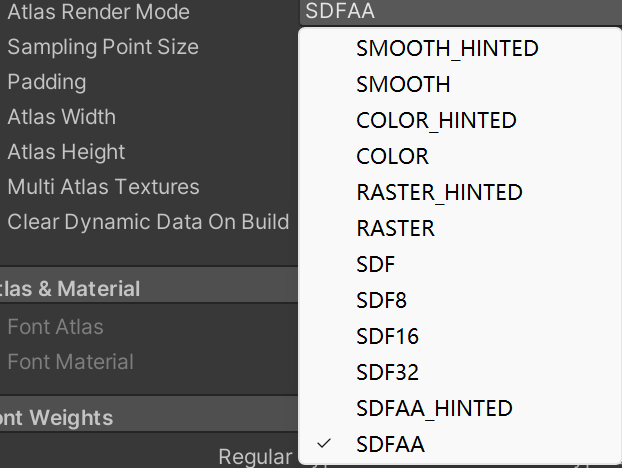 Atlas Render Mode
SDFAA
Sampling Point Size
Padding
Atlas Width
Atlas Height
Multi Atlas Textures
Clear Dynamic Data On Build
SMOOTH_HINTED
SMOOTH
COLOR_HINTED
COLOR
RASTER_HINTED
RASTER
SDF
SDF8
SDF16
SDF32
SDFAA_HINTED
✓ SDFAA
tlas & Material
Font Atlas
Font Material
nt Weights
Regular